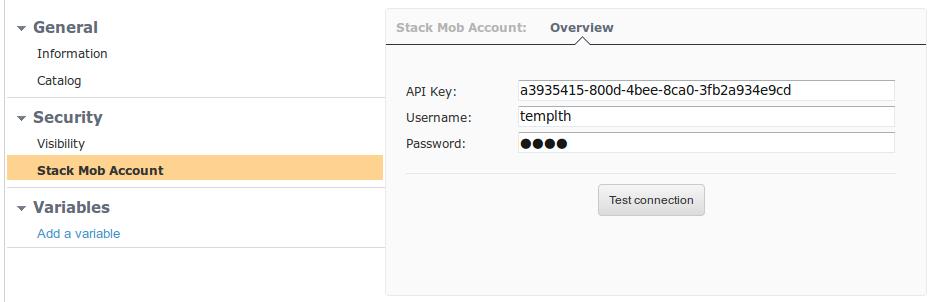 General
Information
Catalog
Security
Visibility
Stack Mob Account
Variables
Add a variable
Stack Mob Account: Overview
API Key: a3935415-800d-4bee-8ca0-3fb2a934e9cd
Username: templth
Password: ●●●●
Test connection